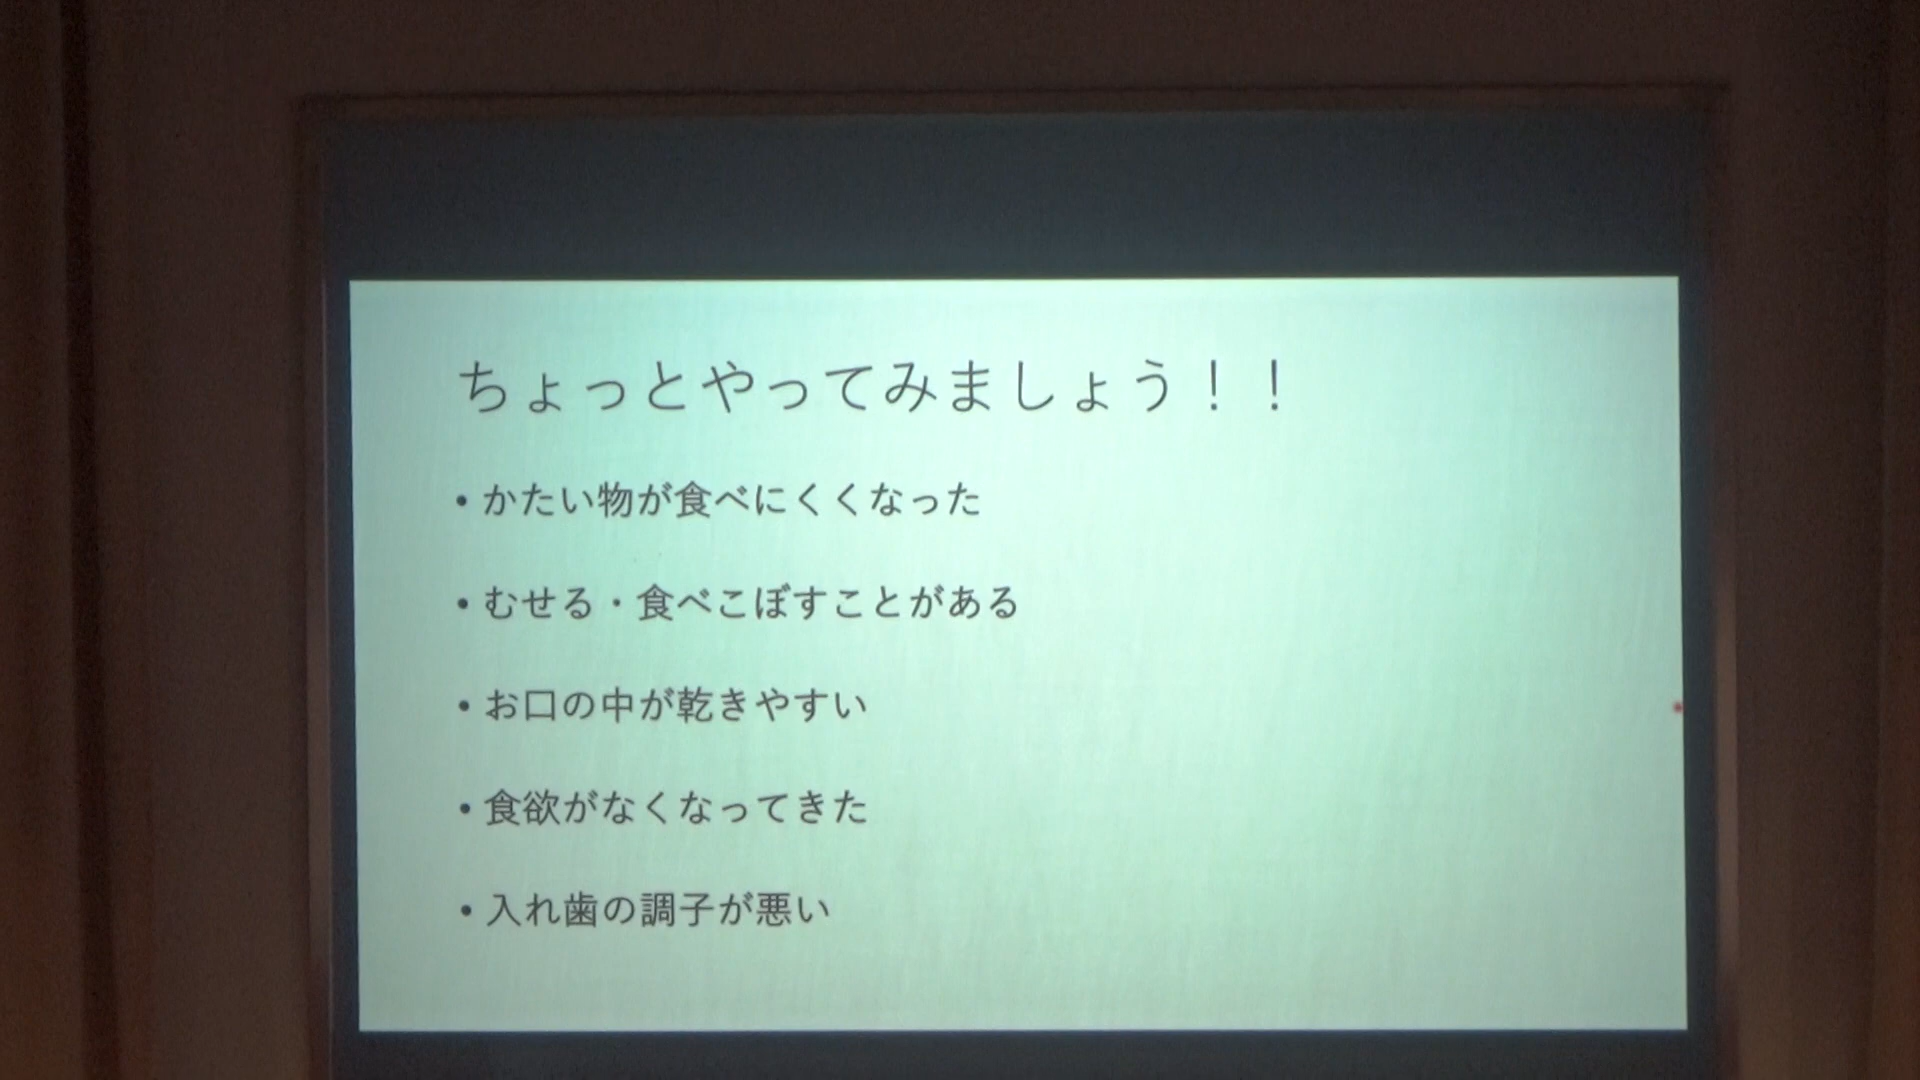 ちょっとやってみましょう！！
• かたい物が食べにくくなった
• むせる・食べこぼすことがある
• お口の中が乾きやすい
• 食欲がなくなってきた
• 入れ歯の調子が悪い